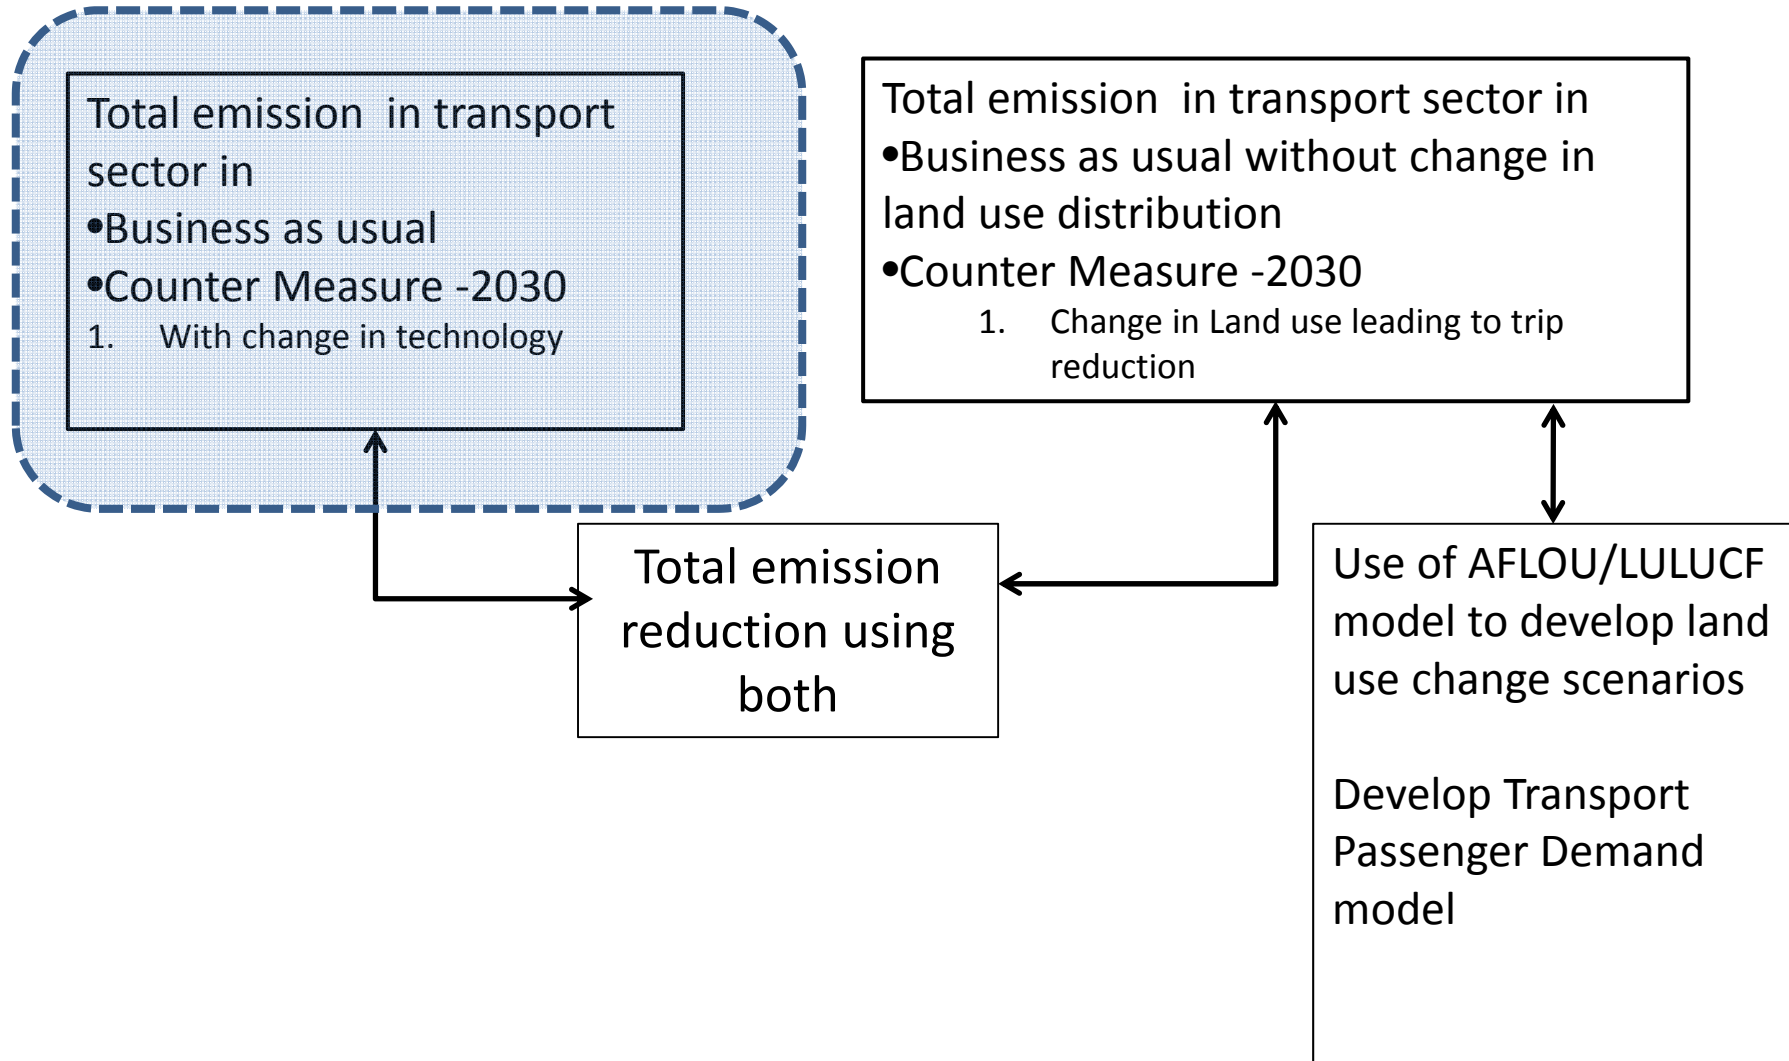 Total emission in transport
sector in
•Business as usual
•Counter Measure -2030
1. With change in technology
Total emission in transport sector in
•Business as usual without change in
land use distribution
•Counter Measure -2030
1. Change in Land use leading to trip
reduction
Total emission
reduction using
both
Use of AFLOU/LULUCF
model to develop land
use change scenarios
Develop Transport
Passenger Demand
model